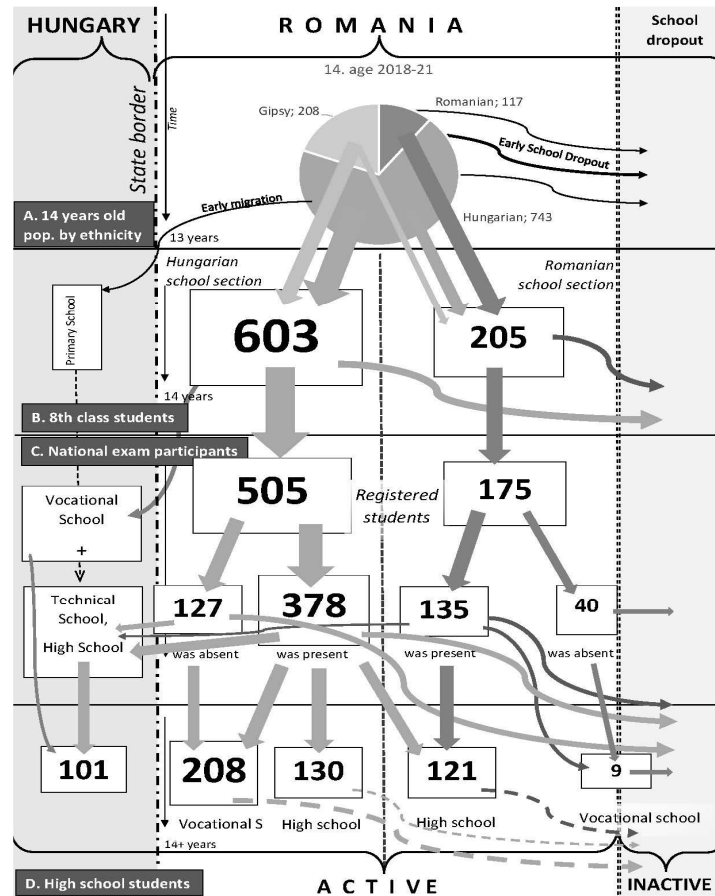 HUNGARY
ROMANIA
School
dropout
14. age 2018-21
Gipsy; 208
Romanian; 117
Time
State border
Early School Dropout
Early migration
Hungarian; 743
A. 14 years old
pop. by ethnicity
13 years
Hungarian
school section
Romanian
school section
Primary School
603
205
14 years
B. 8th class students
C. National exam participants
Vocational
School
+
505
Registered
students
175
Technical
School,
High School
127
378
135
40
was absent
was present
was present
was absent
101
208
130
121
9
Vocational S
High school
High school
Vocational school
14+ years
D. High school students
ACTIVE
INACTIVE